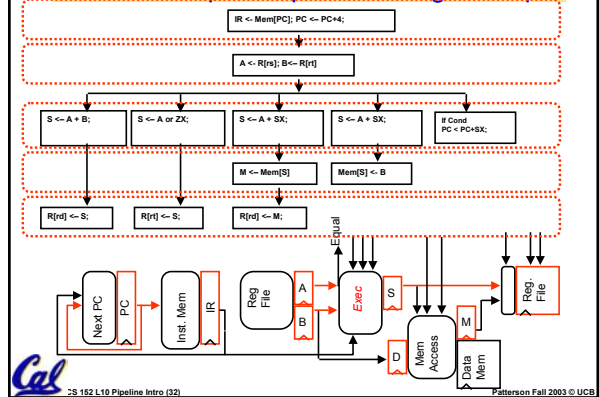 IR <- Mem[PC]; PC <– PC+4;
A <- R[rs]; B<– R[rt]
S <– A + B;
S <– A or ZX;
S <– A + SX;
S <– A + SX;
If Cond
PC < PC+SX;
M <– Mem[S]
Mem[S] <- B
R[rd] <– S;
R[rt] <– S;
R[rd] <– M;
Equal
Next PC
PC
Inst. Mem
IR
Reg
File
A
B
Exec
S
D
Mem
Access
M
Data
Mem
Reg.
File
Cal
CS 152 L10 Pipeline Intro (32)
Patterson Fall 2003 © UCB